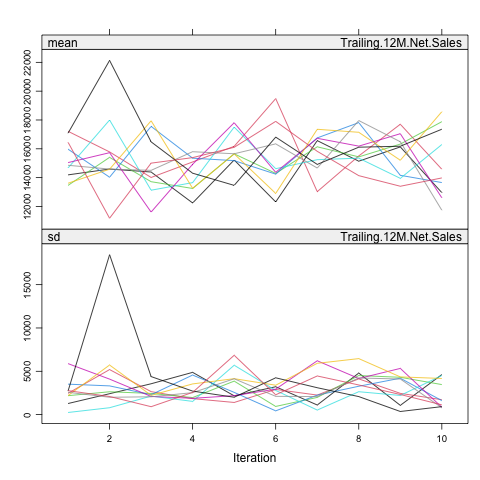 mean Trailing.12M.Net.Sales
12000 14000 16000 18000 20000 22000
sd Trailing.12M.Net.Sales
0 5000 10000 15000
2 4 6 8 10
Iteration